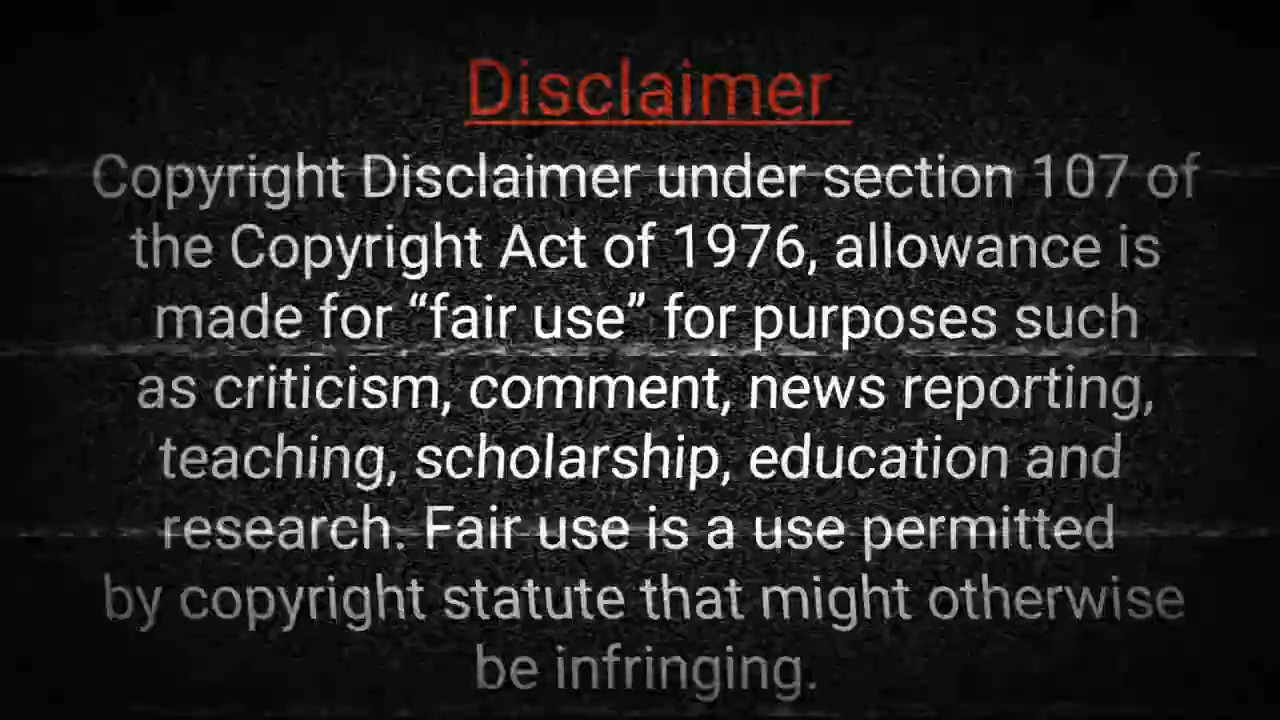 Disclaimer
Copyright Disclaimer under section 107 of
the Copyright Act of 1976, allowance is
made for “fair use” for purposes such
as criticism, comment, news reporting,
teaching, scholarship, education and
research. Fair use is a use permitted
by copyright statute that might otherwise
be infringing.